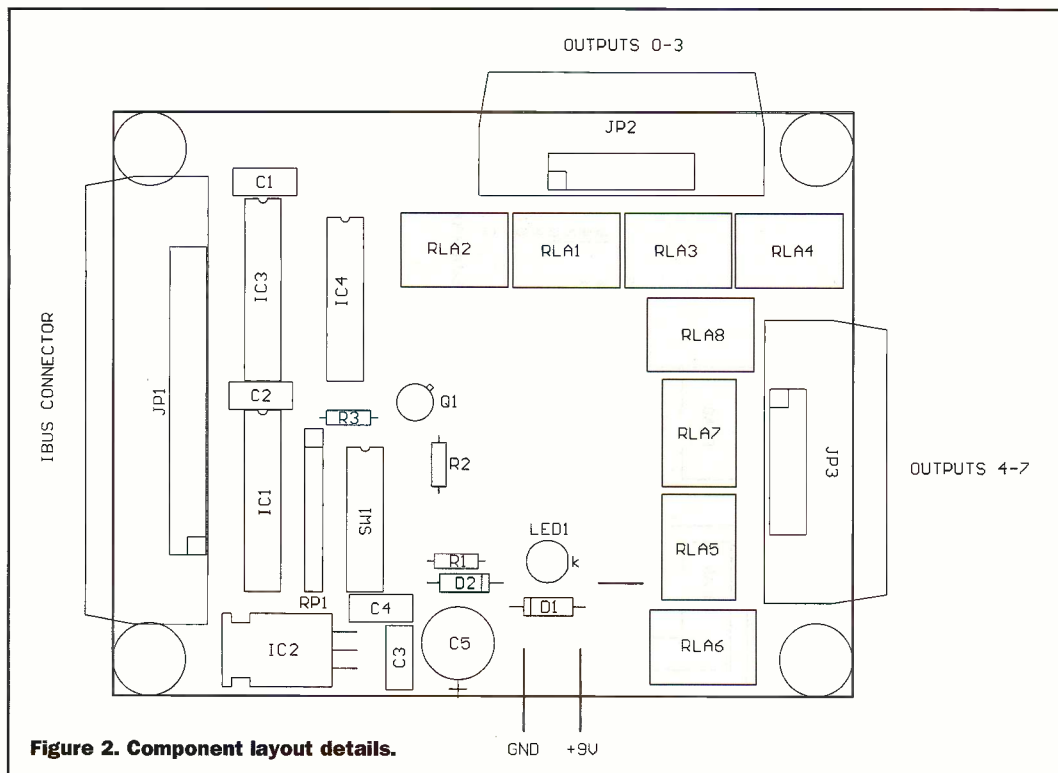 OUTPUTS 0-3
JP2
C1
RLA2 RLA1 RLA3 RLA4
IC3
IC4
RLA8
IBUS CONNECTOR
JP1
C2
R3
Q1
RLA7
JP3
OUTPUTS 4-7
R2
IC1
SW1
LED1
k
R1
D2
RLA5
RP1
C4
D1
IC2
C3
C5
+
RLA6
GND +9V
Figure 2. Component layout details.